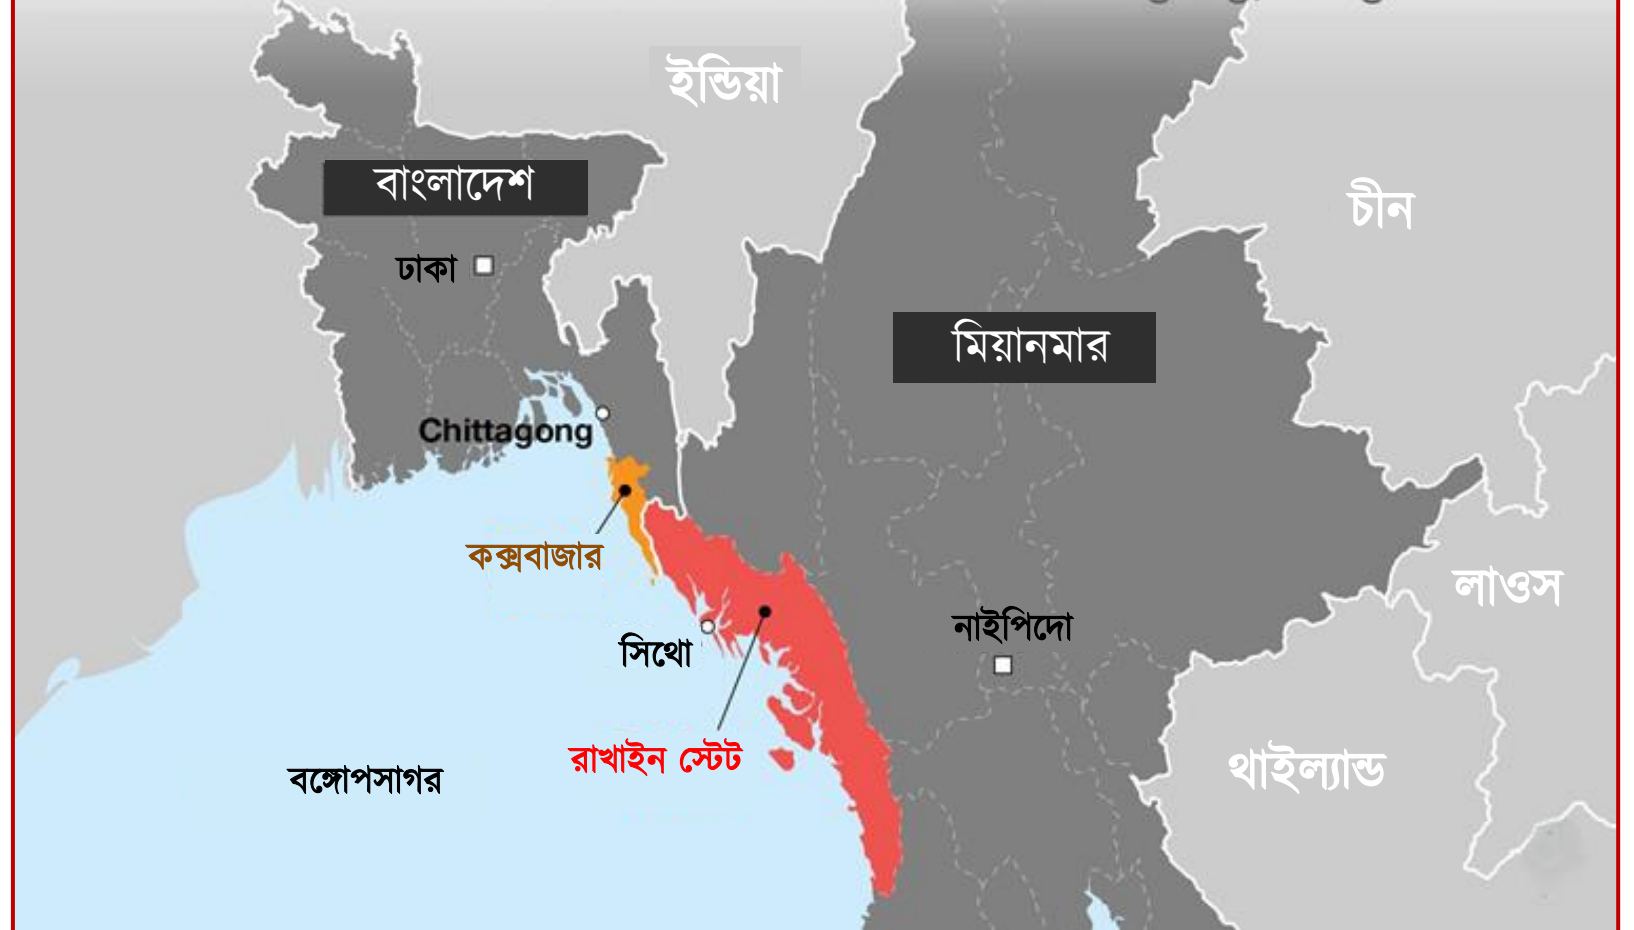 ইন্ডিয়া
বাংলাদেশ
চীন
ঢাকা
মিয়ানমার
Chittagong
কক্সবাজার
লাওস
নাইপিদো
সিথো
রাখাইন স্টেট
থাইল্যান্ড
বঙ্গোপসাগর